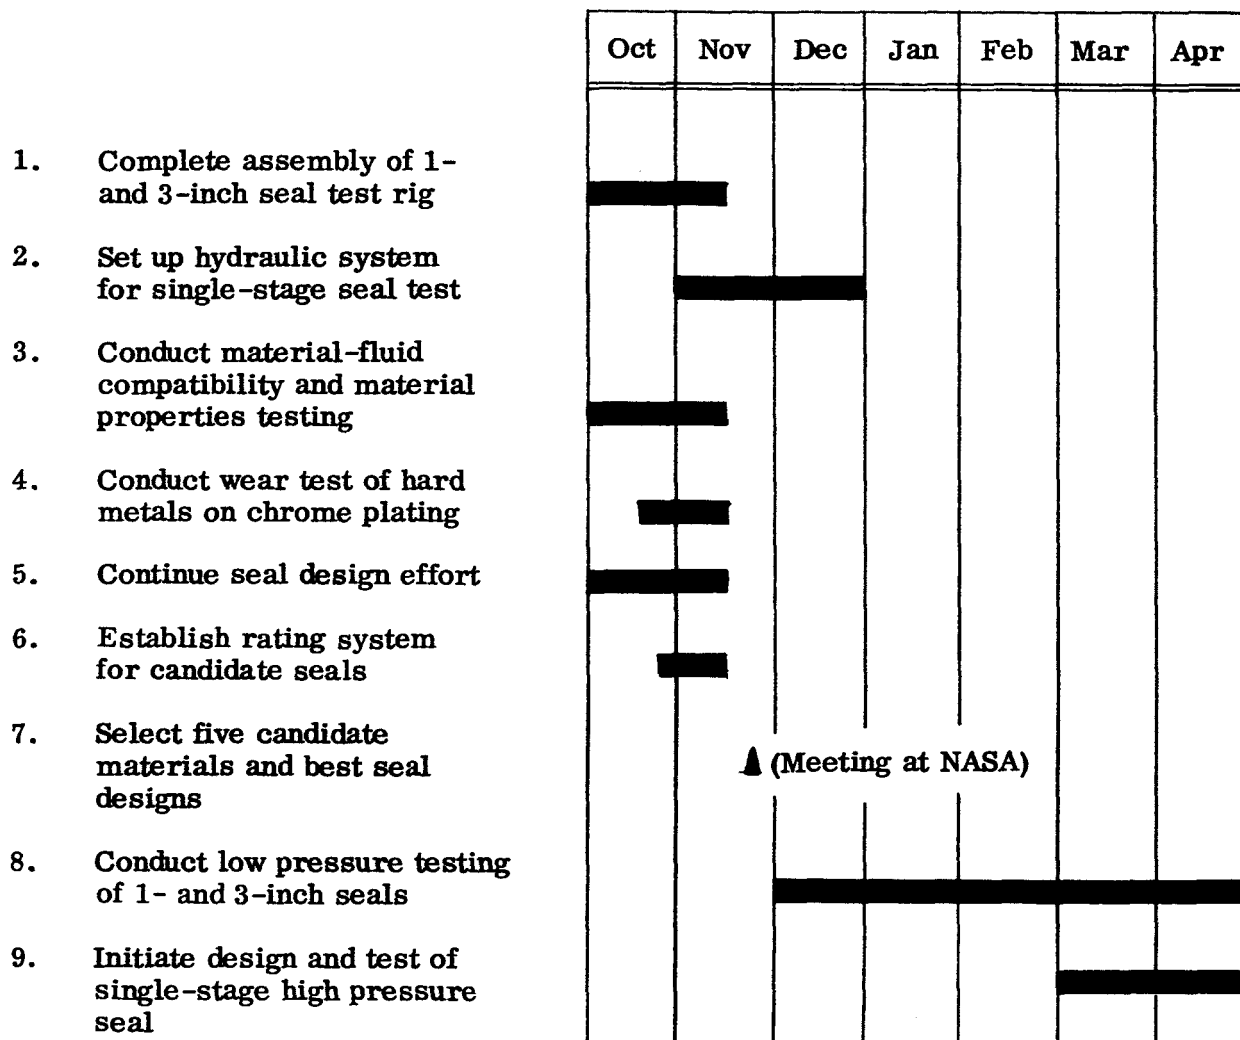 Oct Nov Dec Jan Feb Mar Apr
1. Complete assembly of 1-
and 3-inch seal test rig
2. Set up hydraulic system
for single-stage seal test
3. Conduct material-fluid
compatibility and material
properties testing
4. Conduct wear test of hard
metals on chrome plating
5. Continue seal design effort
6. Establish rating system
for candidate seals
7. Select five candidate
materials and best seal
designs
(Meeting at NASA)
8. Conduct low pressure testing
of 1- and 3-inch seals
9. Initiate design and test of
single-stage high pressure
seal